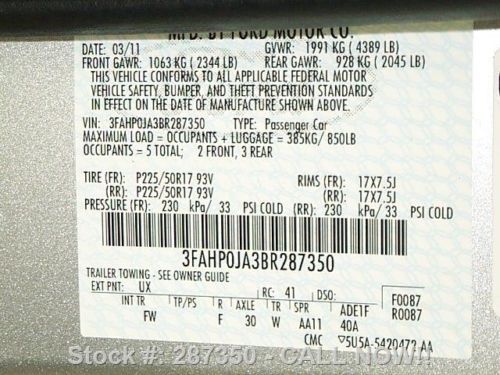 MFD. BY FORD MOTOR CO.
DATE: 03/11 GVWR: 1991 KG ( 4389 LB)
FRONT GAWR: 1063 KG ( 2344 LB) REAR GAWR: 928 KG ( 2045 LB)
THIS VEHICLE CONFORMS TO ALL APPLICABLE FEDERAL MOTOR
VEHICLE SAFETY, BUMPER, AND THEFT PREVENTION STANDARDS
IN EFFECT ON THE DATE OF MANUFACTURE SHOWN ABOVE.
VIN: 3FAHP0JA3BR287350 TYPE: Passenger Car
MAXIMUM LOAD = OCCUPANTS + LUGGAGE = 385KG/ 850LB
OCCUPANTS = 5 TOTAL; 2 FRONT, 3 REAR
TIRE (FR): P225/50R17 93V RIMS (FR): 17X7.5J
(RR): P225/50R17 93V (RR): 17X7.5J
PRESSURE (FR): 230 kPa/ 33 PSI COLD (RR): 230 kPa/ 33 PSI COLD
3FAHP0JA3BR287350
TRAILER TOWING - SEE OWNER GUIDE
EXT PNT: UX RC: 41 DSO: F0087
INT TR TP/PS R AXLE TR SPR ADE1F R0087
FW F 30 W AA11 40A
CMC 5U5A-5420472 AA
Stock #: 287350 - CALL NOW!!